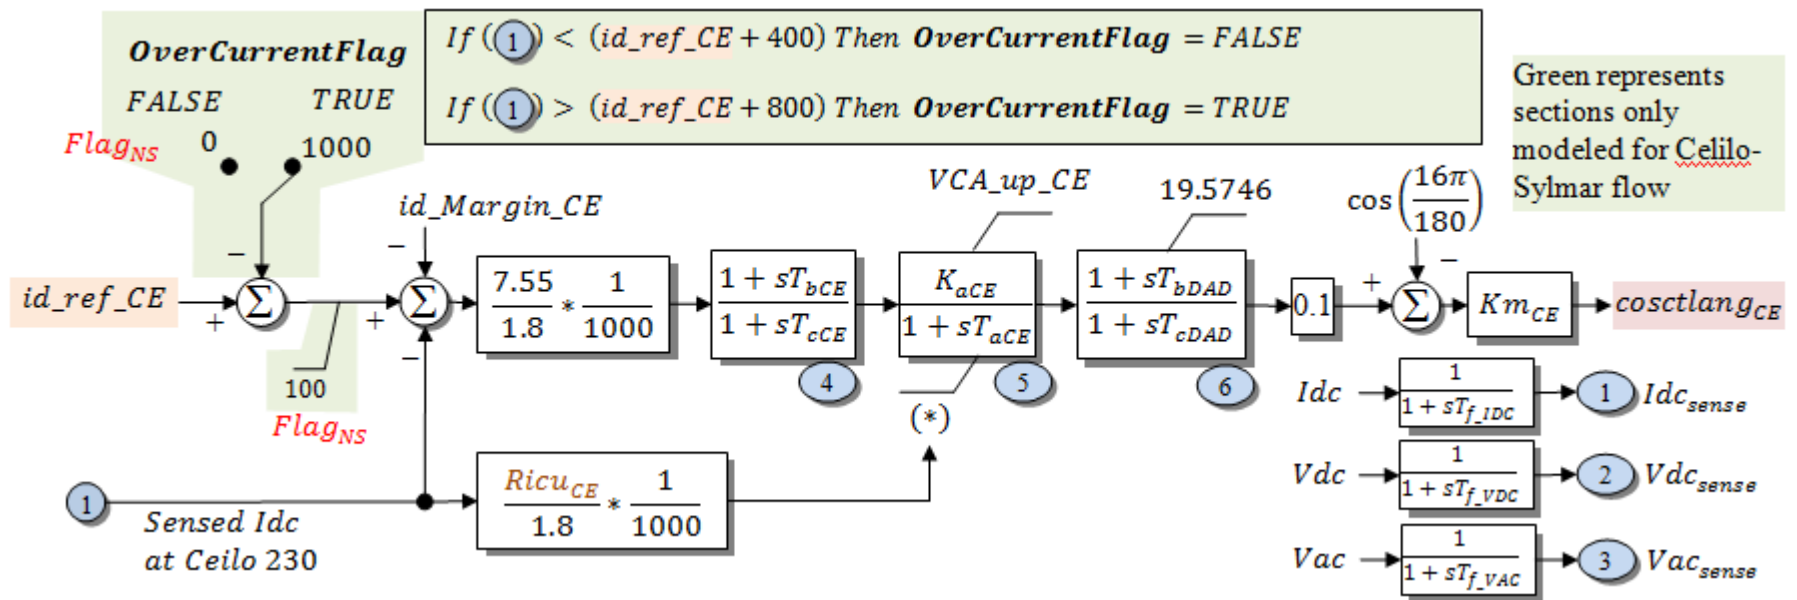 OverCurrentFlag
FALSE TRUE
Flag_NS 0 1000
If (①) < (id_ref_CE + 400) Then OverCurrentFlag = FALSE
If (①) > (id_ref_CE + 800) Then OverCurrentFlag = TRUE
Green represents
sections only
modeled for Celilo-
Sylmar flow
id_ref_CE
+
−
Σ
100
Flag_NS
id_Margin_CE
−
+
−
Σ
7.55/1.8 * 1/1000
1 + sT_bCE
1 + sT_cCE
4
VCA_up_CE
K_aCE
1 + sT_aCE
5
(*)
19.5746
1 + sT_bDAD
1 + sT_cDAD
6
0.1
cos(16π/180)
+
−
Σ
Km_CE
cosctlang_CE
1
Sensed Idc
at Ceilo 230
Ricu_CE/1.8 * 1/1000
Idc 1/(1 + sT_f_IDC) 1 Idc_sense
Vdc 1/(1 + sT_f_VDC) 2 Vdc_sense
Vac 1/(1 + sT_f_VAC) 3 Vac_sense